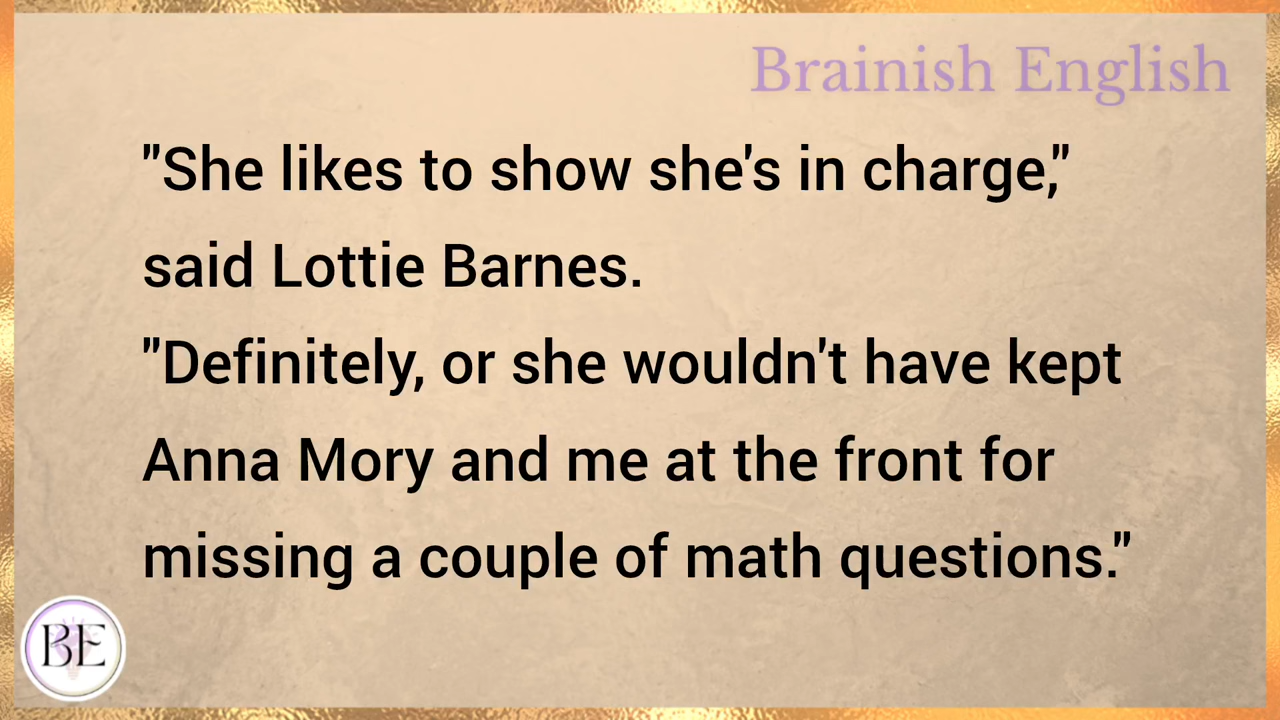 Brainish English
"She likes to show she's in charge,"
said Lottie Barnes.
"Definitely, or she wouldn't have kept
Anna Mory and me at the front for
missing a couple of math questions."
BE